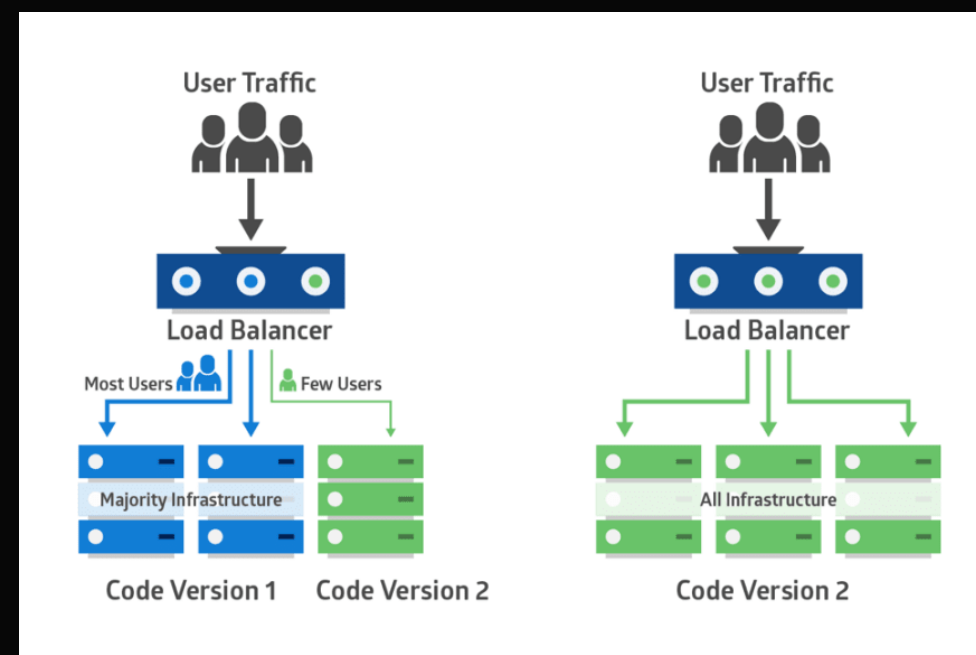 User Traffic
Load Balancer
Most Users
Few Users
Majority Infrastructure
Code Version 1
Code Version 2
User Traffic
Load Balancer
All Infrastructure
Code Version 2